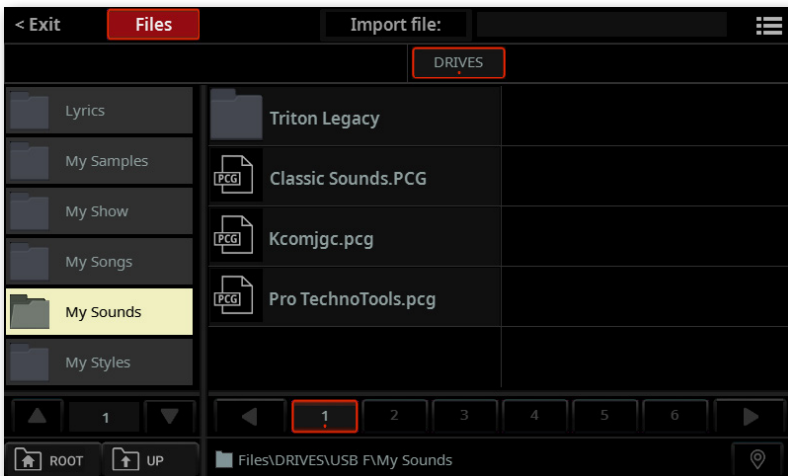 < Exit Files Import file:
DRIVES
Lyrics
My Samples
My Show
My Songs
My Sounds
My Styles
Triton Legacy
PCG Classic Sounds.PCG
PCG Kcomjgc.pcg
PCG Pro TechnoTools.pcg
1
1 2 3 4 5 6
ROOT UP Files\DRIVES\USB F\My Sounds